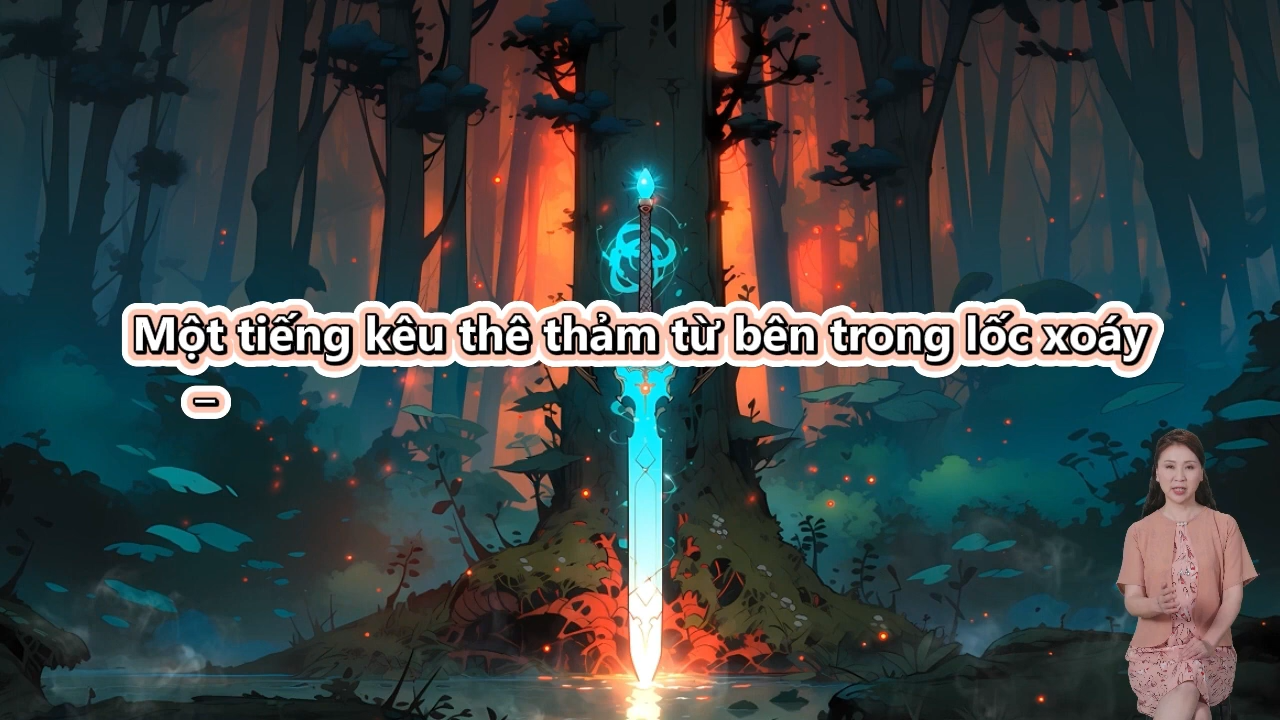 Một tiếng kêu thê thảm từ bên trong lốc xoáy
–